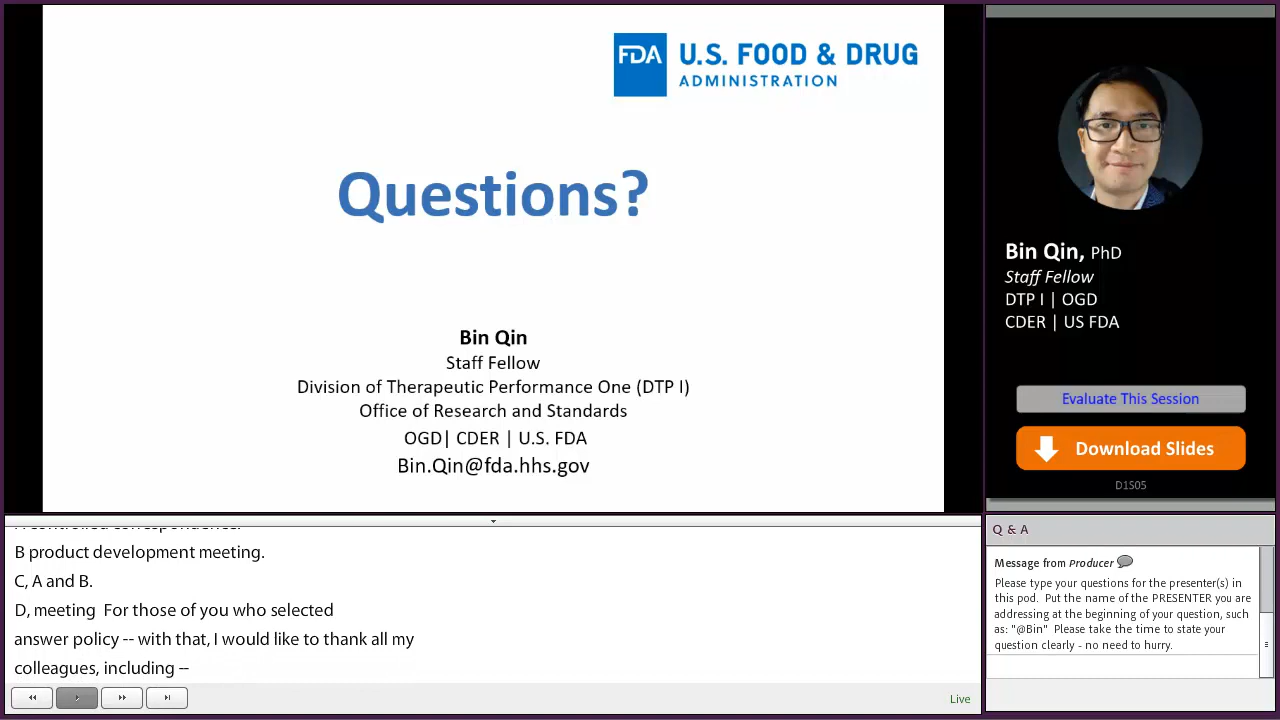 FDA U.S. FOOD & DRUG
ADMINISTRATION
Questions?
Bin Qin
Staff Fellow
Division of Therapeutic Performance One (DTP I)
Office of Research and Standards
OGD| CDER | U.S. FDA
Bin.Qin@fda.hhs.gov
Bin Qin, PhD
Staff Fellow
DTP I | OGD
CDER | US FDA
Evaluate This Session
Download Slides
D1S05
B product development meeting.
C, A and B.
D, meeting  For those of you who selected
answer policy -- with that, I would like to thank all my
colleagues, including --
Live
Q & A
Message from Producer
Please type your questions for the presenter(s) in
this pod.  Put the name of the PRESENTER you are
addressing at the beginning of your question, such
as: "@Bin"  Please take the time to state your
question clearly - no need to hurry.